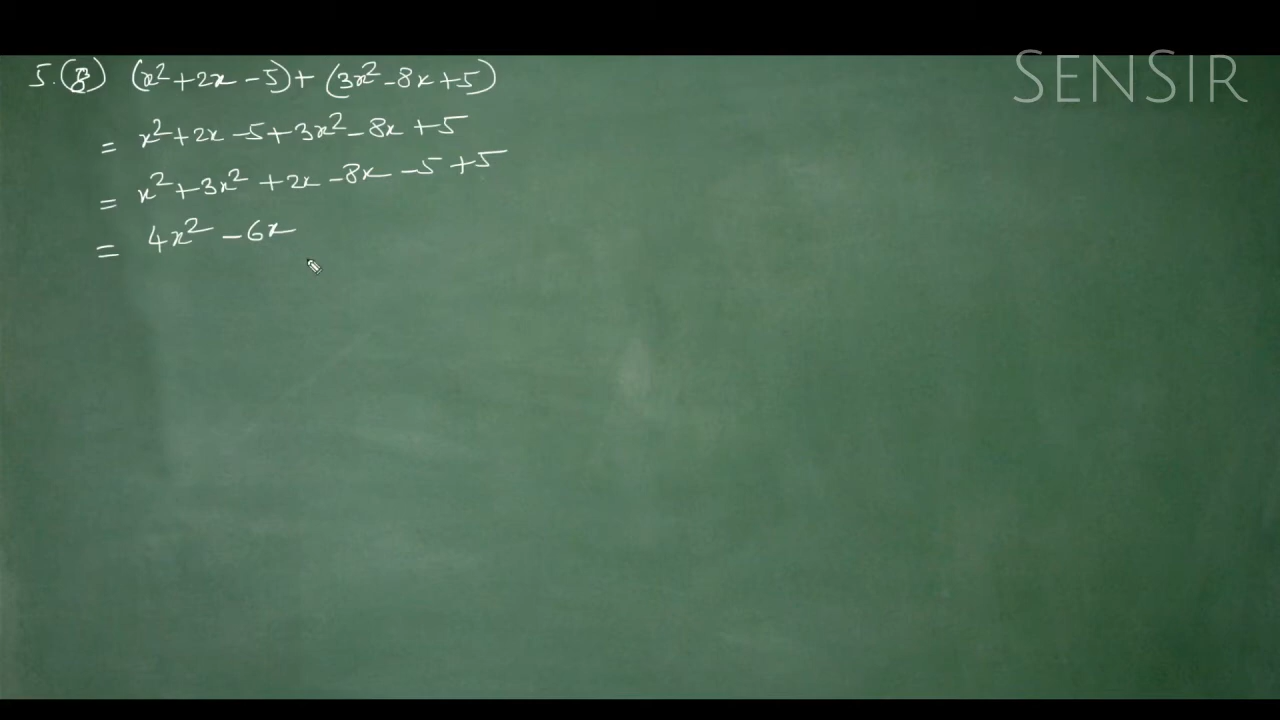 SENSIR
5.(8) (x²+2x-5)+(3x²-8x+5)
= x²+2x-5+3x²-8x+5
= x²+3x²+2x-8x-5+5
= 4x²-6x